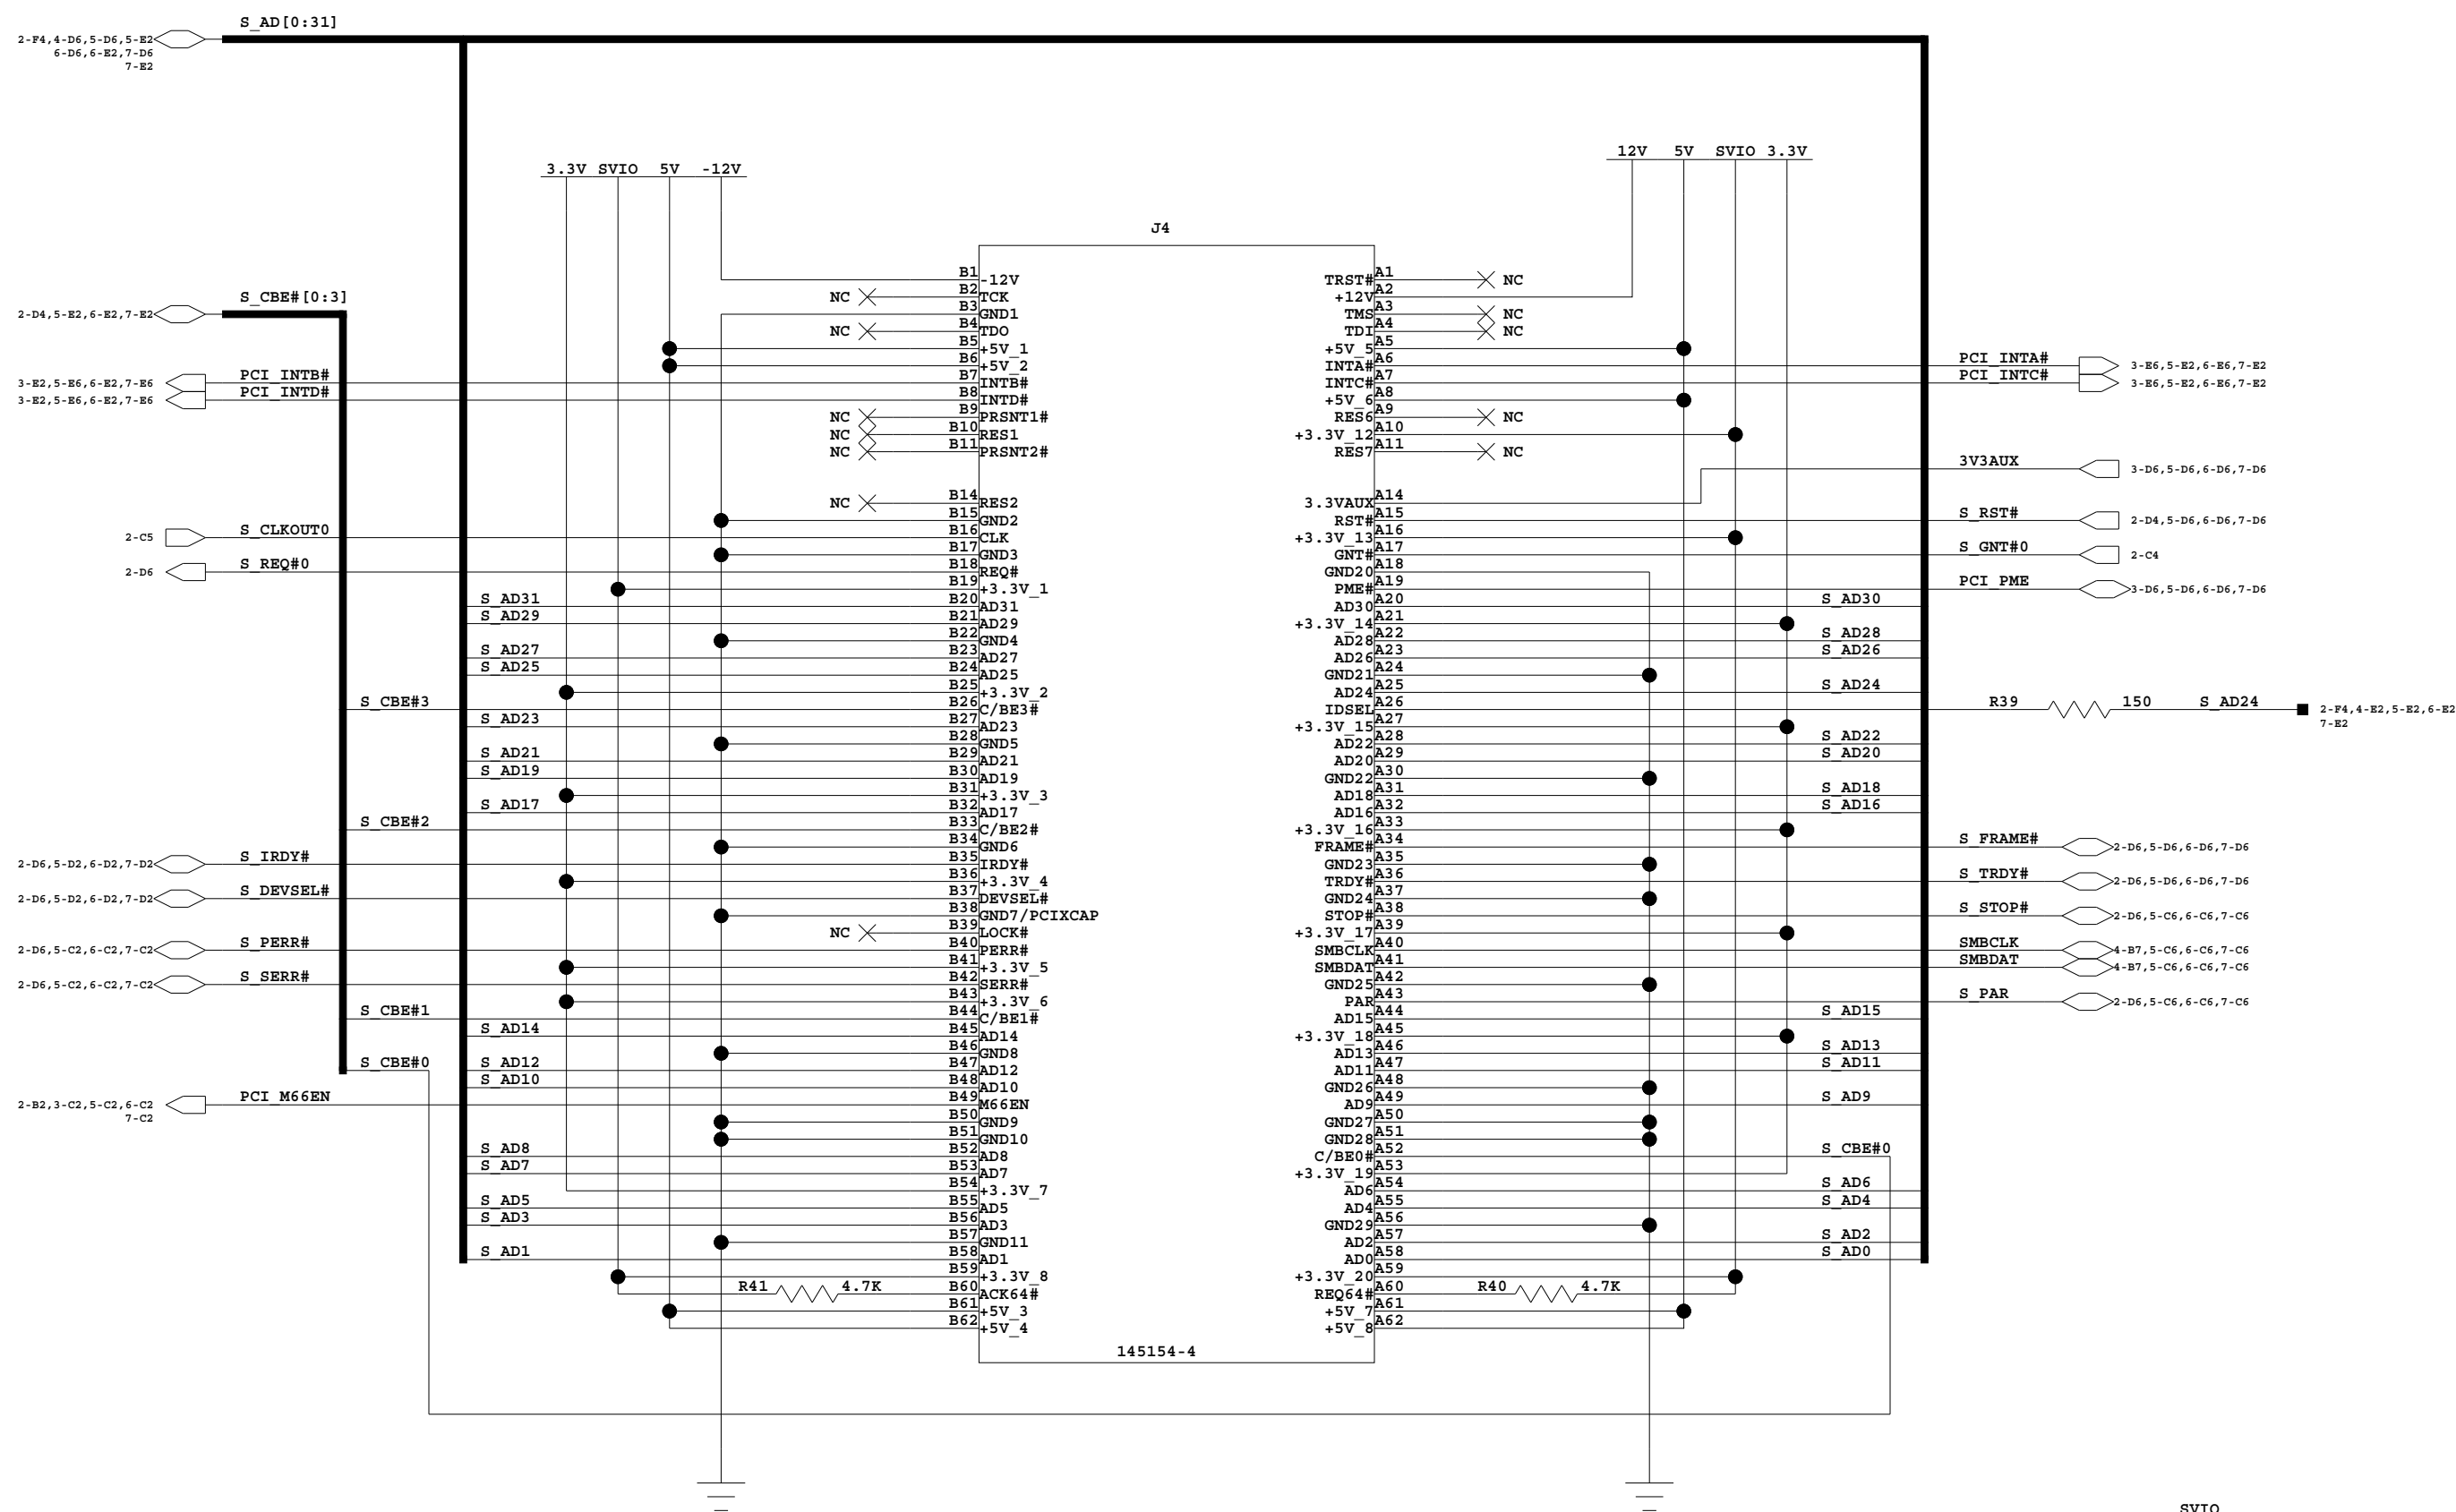 S_AD[0:31]
2-F4,4-D6,5-D6,5-E2
6-D6,6-E2,7-D6
7-E2
3.3V SVIO 5V -12V
12V 5V SVIO 3.3V
J4
S_CBE#[0:3]
2-D4,5-E2,6-E2,7-E2
PCI_INTB#
3-E2,5-E6,6-E2,7-E6
PCI_INTD#
3-E2,5-E6,6-E2,7-E6
S_CLKOUT0
2-C5
S_REQ#0
2-D6
S_AD31
S_AD29
S_AD27
S_AD25
S_CBE#3
S_AD23
S_AD21
S_AD19
S_AD17
S_CBE#2
S_IRDY#
2-D6,5-D2,6-D2,7-D2
S_DEVSEL#
2-D6,5-D2,6-D2,7-D2
S_PERR#
2-D6,5-C2,6-C2,7-C2
S_SERR#
2-D6,5-C2,6-C2,7-C2
S_CBE#1
S_AD14
S_CBE#0
S_AD12
S_AD10
PCI_M66EN
2-B2,3-C2,5-C2,6-C2
7-C2
S_AD8
S_AD7
S_AD5
S_AD3
S_AD1
R41 4.7K
B1 -12V
NC B2 TCK
B3 GND1
NC B4 TDO
B5 +5V_1
B6 +5V_2
B7 INTB#
B8 INTD#
NC B9 PRSNT1#
NC B10 RES1
NC B11 PRSNT2#
NC B14 RES2
B15 GND2
B16 CLK
B17 GND3
B18 REQ#
B19 +3.3V_1
B20 AD31
B21 AD29
B22 GND4
B23 AD27
B24 AD25
B25 +3.3V_2
B26 C/BE3#
B27 AD23
B28 GND5
B29 AD21
B30 AD19
B31 +3.3V_3
B32 AD17
B33 C/BE2#
B34 GND6
B35 IRDY#
B36 +3.3V_4
B37 DEVSEL#
B38 GND7/PCIXCAP
NC B39 LOCK#
B40 PERR#
B41 +3.3V_5
B42 SERR#
B43 +3.3V_6
B44 C/BE1#
B45 AD14
B46 GND8
B47 AD12
B48 AD10
B49 M66EN
B50 GND9
B51 GND10
B52 AD8
B53 AD7
B54 +3.3V_7
B55 AD5
B56 AD3
B57 GND11
B58 AD1
B59 +3.3V_8
B60 ACK64#
B61 +5V_3
B62 +5V_4
TRST# A1 NC
+12V A2
TMS A3 NC
TDI A4 NC
+5V_5 A5
INTA# A6
INTC# A7
+5V_6 A8
RES6 A9 NC
+3.3V_12 A10
RES7 A11 NC
3.3VAUX A14
RST# A15
+3.3V_13 A16
GNT# A17
GND20 A18
PME# A19
AD30 A20
+3.3V_14 A21
AD28 A22
AD26 A23
GND21 A24
AD24 A25
IDSEL A26
+3.3V_15 A27
AD22 A28
AD20 A29
GND22 A30
AD18 A31
AD16 A32
+3.3V_16 A33
FRAME# A34
GND23 A35
TRDY# A36
GND24 A37
STOP# A38
+3.3V_17 A39
SMBCLK A40
SMBDAT A41
GND25 A42
PAR A43
AD15 A44
+3.3V_18 A45
AD13 A46
AD11 A47
GND26 A48
AD9 A49
GND27 A50
GND28 A51
C/BE0# A52
+3.3V_19 A53
AD6 A54
AD4 A55
GND29 A56
AD2 A57
AD0 A58
+3.3V_20 A59
REQ64# A60
+5V_7 A61
+5V_8 A62
145154-4
R40 4.7K
S_AD30
S_AD28
S_AD26
S_AD24
S_AD22
S_AD20
S_AD18
S_AD16
S_AD15
S_AD13
S_AD11
S_AD9
S_CBE#0
S_AD6
S_AD4
S_AD2
S_AD0
PCI_INTA#
3-E6,5-E2,6-E6,7-E2
PCI_INTC#
3-E6,5-E2,6-E6,7-E2
3V3AUX
3-D6,5-D6,6-D6,7-D6
S_RST#
2-D4,5-D6,6-D6,7-D6
S_GNT#0
2-C4
PCI_PME
3-D6,5-D6,6-D6,7-D6
R39 150 S_AD24
2-F4,4-E2,5-E2,6-E2
7-E2
S_FRAME#
2-D6,5-D6,6-D6,7-D6
S_TRDY#
2-D6,5-D6,6-D6,7-D6
S_STOP#
2-D6,5-C6,6-C6,7-C6
SMBCLK
4-B7,5-C6,6-C6,7-C6
SMBDAT
4-B7,5-C6,6-C6,7-C6
S_PAR
2-D6,5-C6,6-C6,7-C6
SVIO